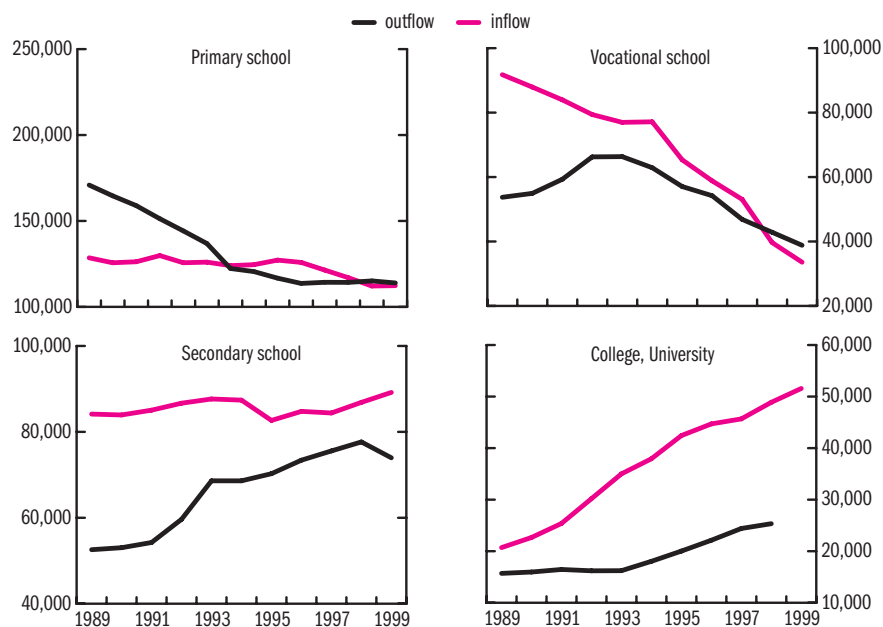 outflow inflow
250,000
200,000
150,000
100,000
Primary school
Vocational school
100,000
80,000
60,000
40,000
20,000
100,000
80,000
60,000
40,000
Secondary school
1989 1991 1993 1995 1997 1999
College, University
60,000
50,000
40,000
30,000
20,000
10,000
1989 1991 1993 1995 1997 1999